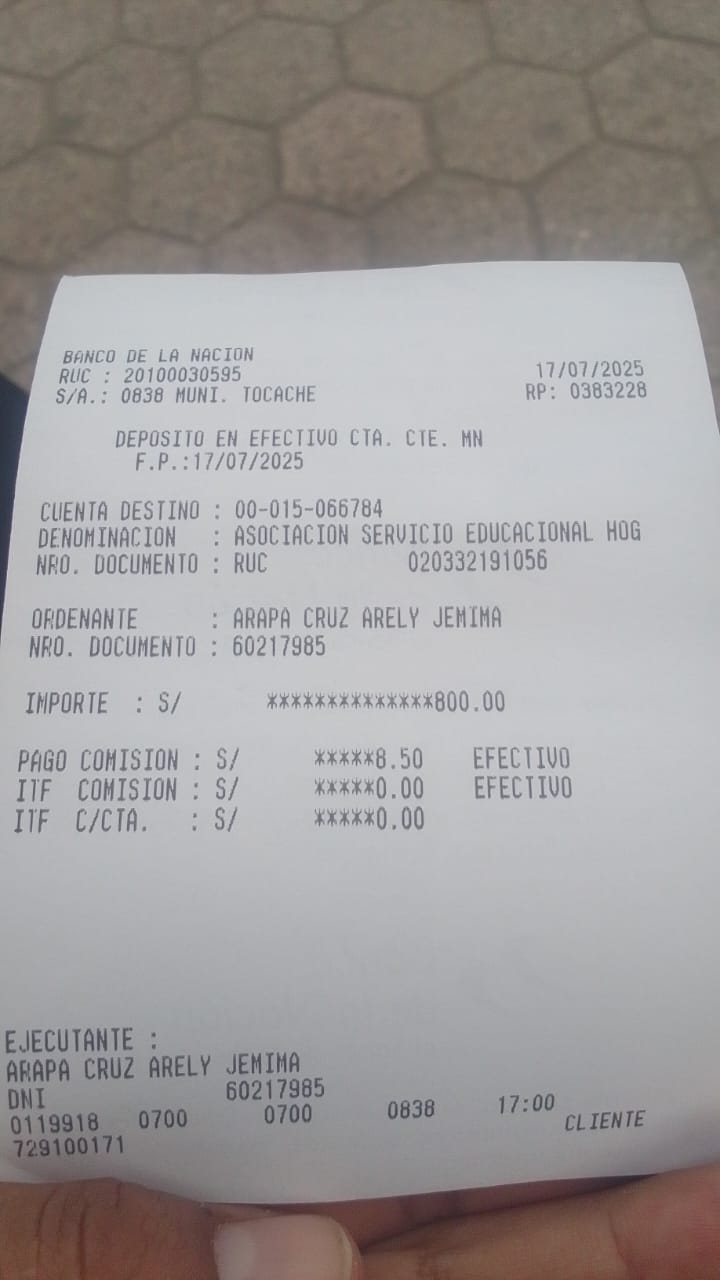 BANCO DE LA NACION
RUC : 20100030595 17/07/2025
S/A.: 0838 MUNI. TOCACHE RP: 0383228
DEPOSITO EN EFECTIVO CTA. CTE. MN
F.P.:17/07/2025
CUENTA DESTINO : 00-015-066784
DENOMINACION : ASOCIACION SERVICIO EDUCACIONAL HOG
NRO. DOCUMENTO : RUC 020332191056
ORDENANTE : ARAPA CRUZ ARELY JEMIMA
NRO. DOCUMENTO : 60217985
IMPORTE : S/ **************800.00
PAGO COMISION : S/ *****8.50 EFECTIVO
ITF COMISION : S/ *****0.00 EFECTIVO
ITF C/CTA. : S/ *****0.00
EJECUTANTE :
ARAPA CRUZ ARELY JEMIMA
DNI 60217985
0119918 0700 0700 0838 17:00
CLIENTE
729100171